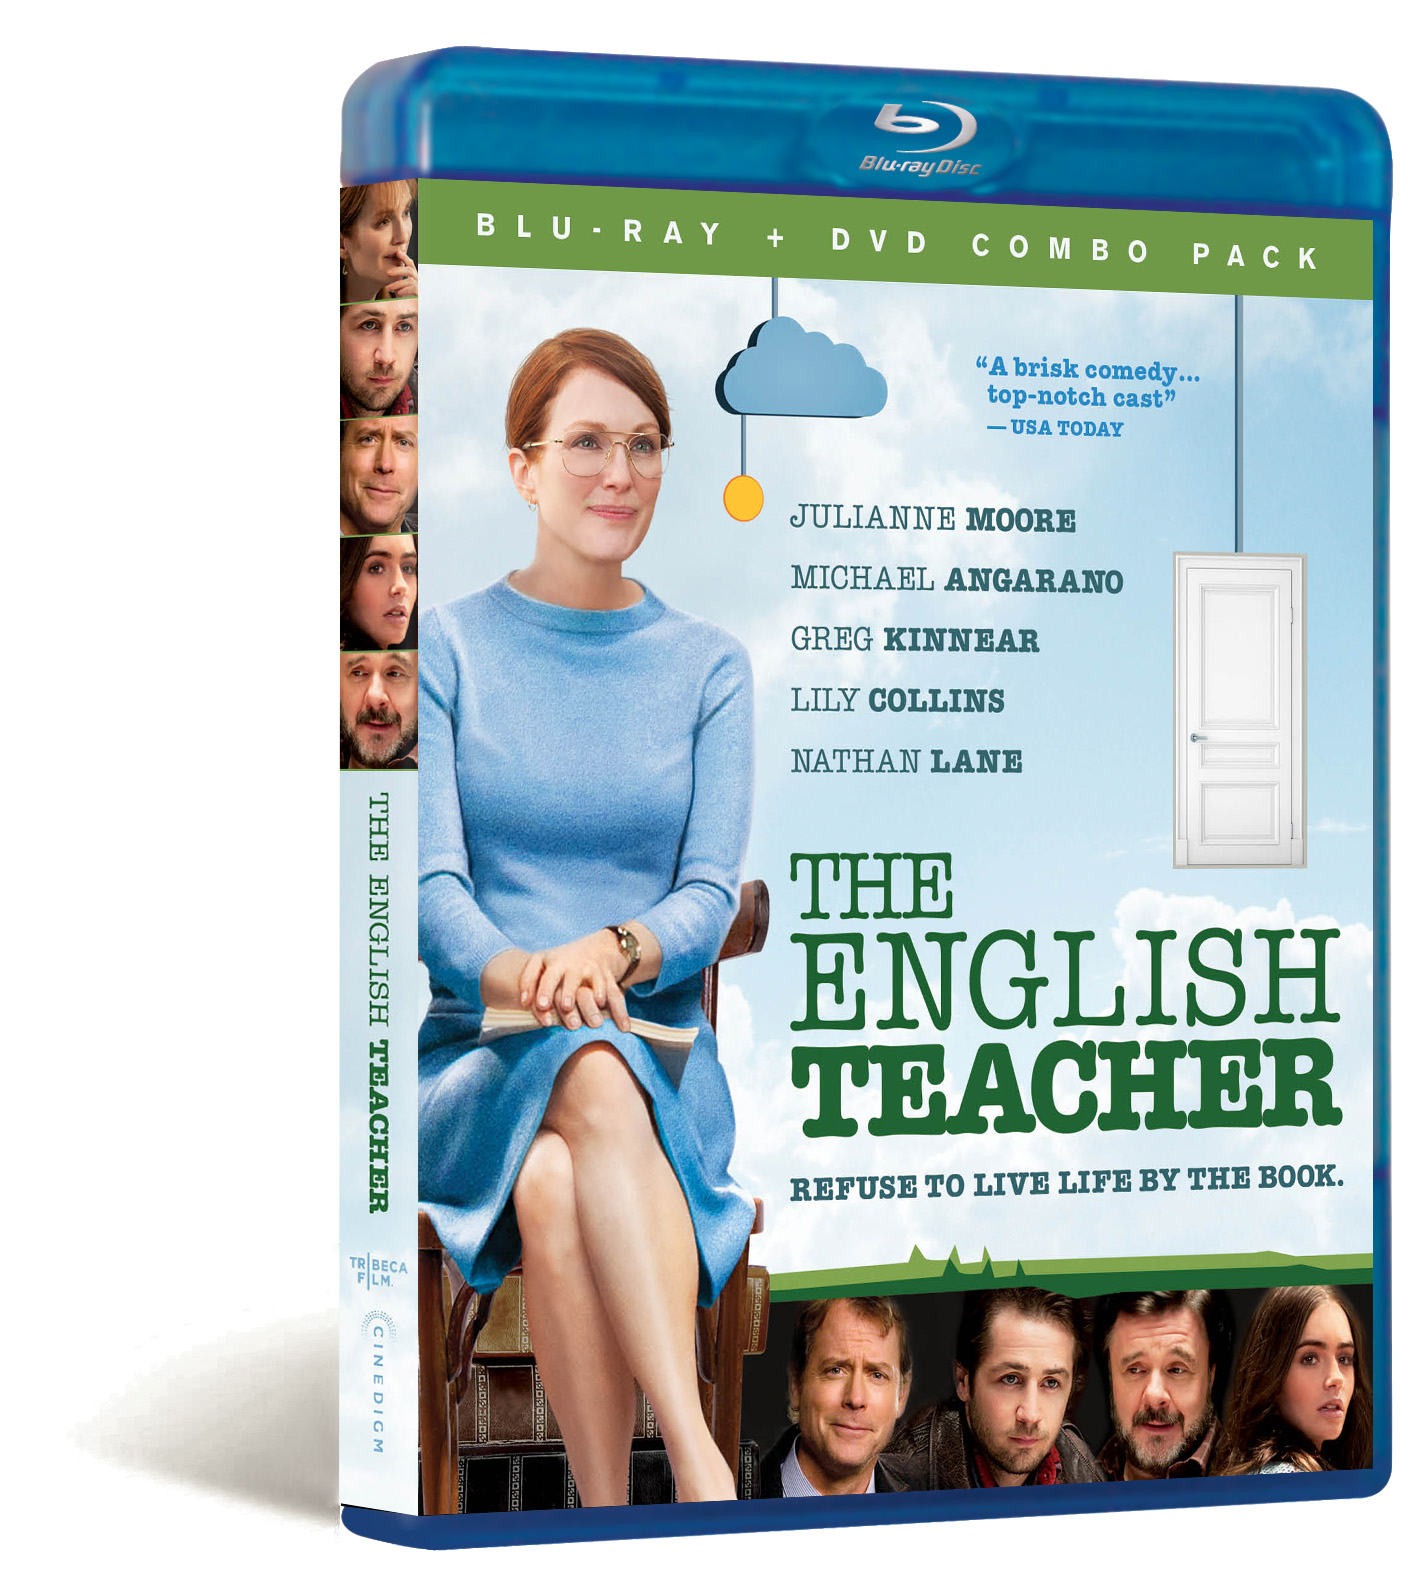 Blu-ray Disc
BLU-RAY + DVD COMBO PACK
“A brisk comedy...
top-notch cast”
— USA TODAY
JULIANNE MOORE
MICHAEL ANGARANO
GREG KINNEAR
LILY COLLINS
NATHAN LANE
THE
ENGLISH
TEACHER
REFUSE TO LIVE LIFE BY THE BOOK.
THE ENGLISH TEACHER
TRIBECA
FILM.
CINEDIGM